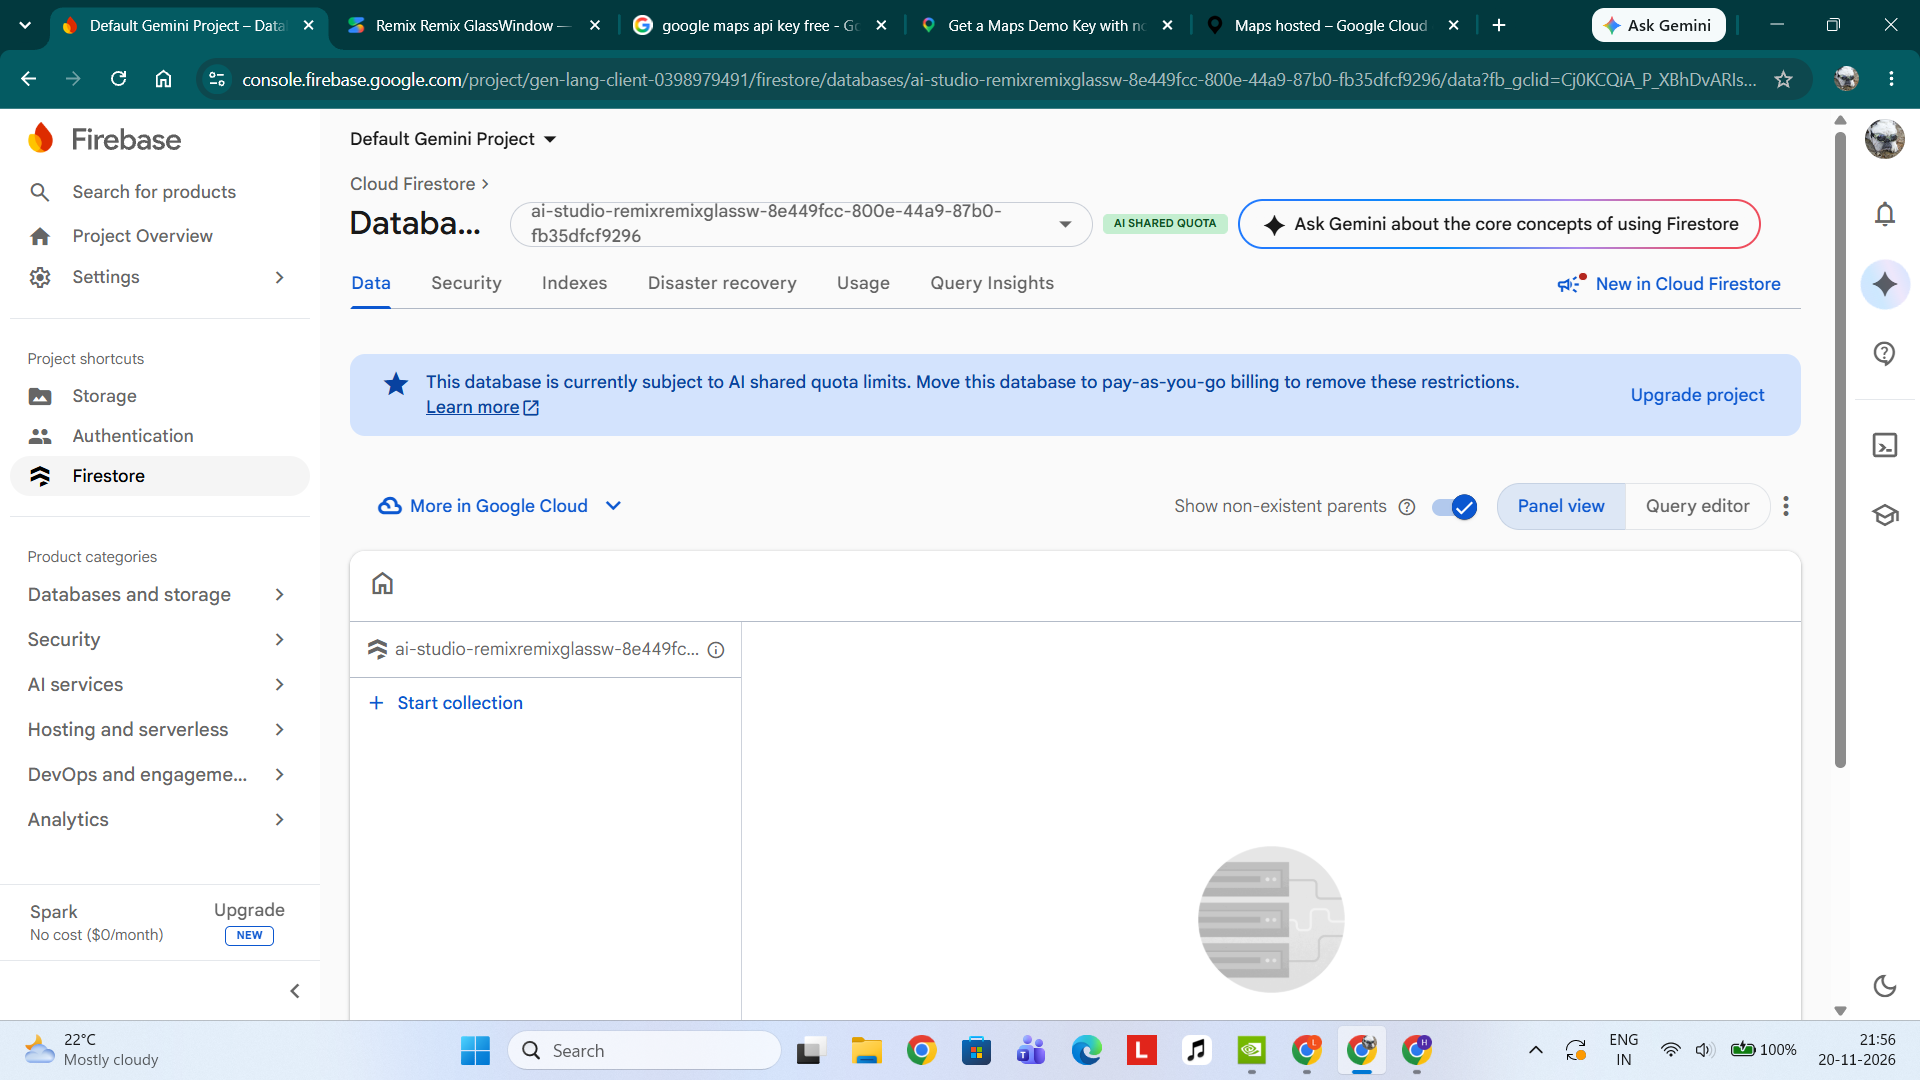 Default Gemini Project – Data
Remix Remix GlassWindow —
google maps api key free - Go
Get a Maps Demo Key with no
Maps hosted – Google Cloud
Ask Gemini
console.firebase.google.com/project/gen-lang-client-0398979491/firestore/databases/ai-studio-remixremixglassw-8e449fcc-800e-44a9-87b0-fb35dfcf9296/data?fb_gclid=Cj0KCQiA_P_XBhDvARIs...
Firebase
Search for products
Project Overview
Settings
Project shortcuts
Storage
Authentication
Firestore
Product categories
Databases and storage
Security
AI services
Hosting and serverless
DevOps and engageme...
Analytics
Spark
No cost ($0/month)
Upgrade
NEW
Default Gemini Project
Cloud Firestore
Databa...
ai-studio-remixremixglassw-8e449fcc-800e-44a9-87b0-
fb35dfcf9296
AI SHARED QUOTA
Ask Gemini about the core concepts of using Firestore
Data
Security
Indexes
Disaster recovery
Usage
Query Insights
New in Cloud Firestore
This database is currently subject to AI shared quota limits. Move this database to pay-as-you-go billing to remove these restrictions.
Learn more
Upgrade project
More in Google Cloud
Show non-existent parents
Panel view
Query editor
ai-studio-remixremixglassw-8e449fc...
Start collection
22°C
Mostly cloudy
Search
L
L
H
ENG
IN
100%
21:56
20-11-2026